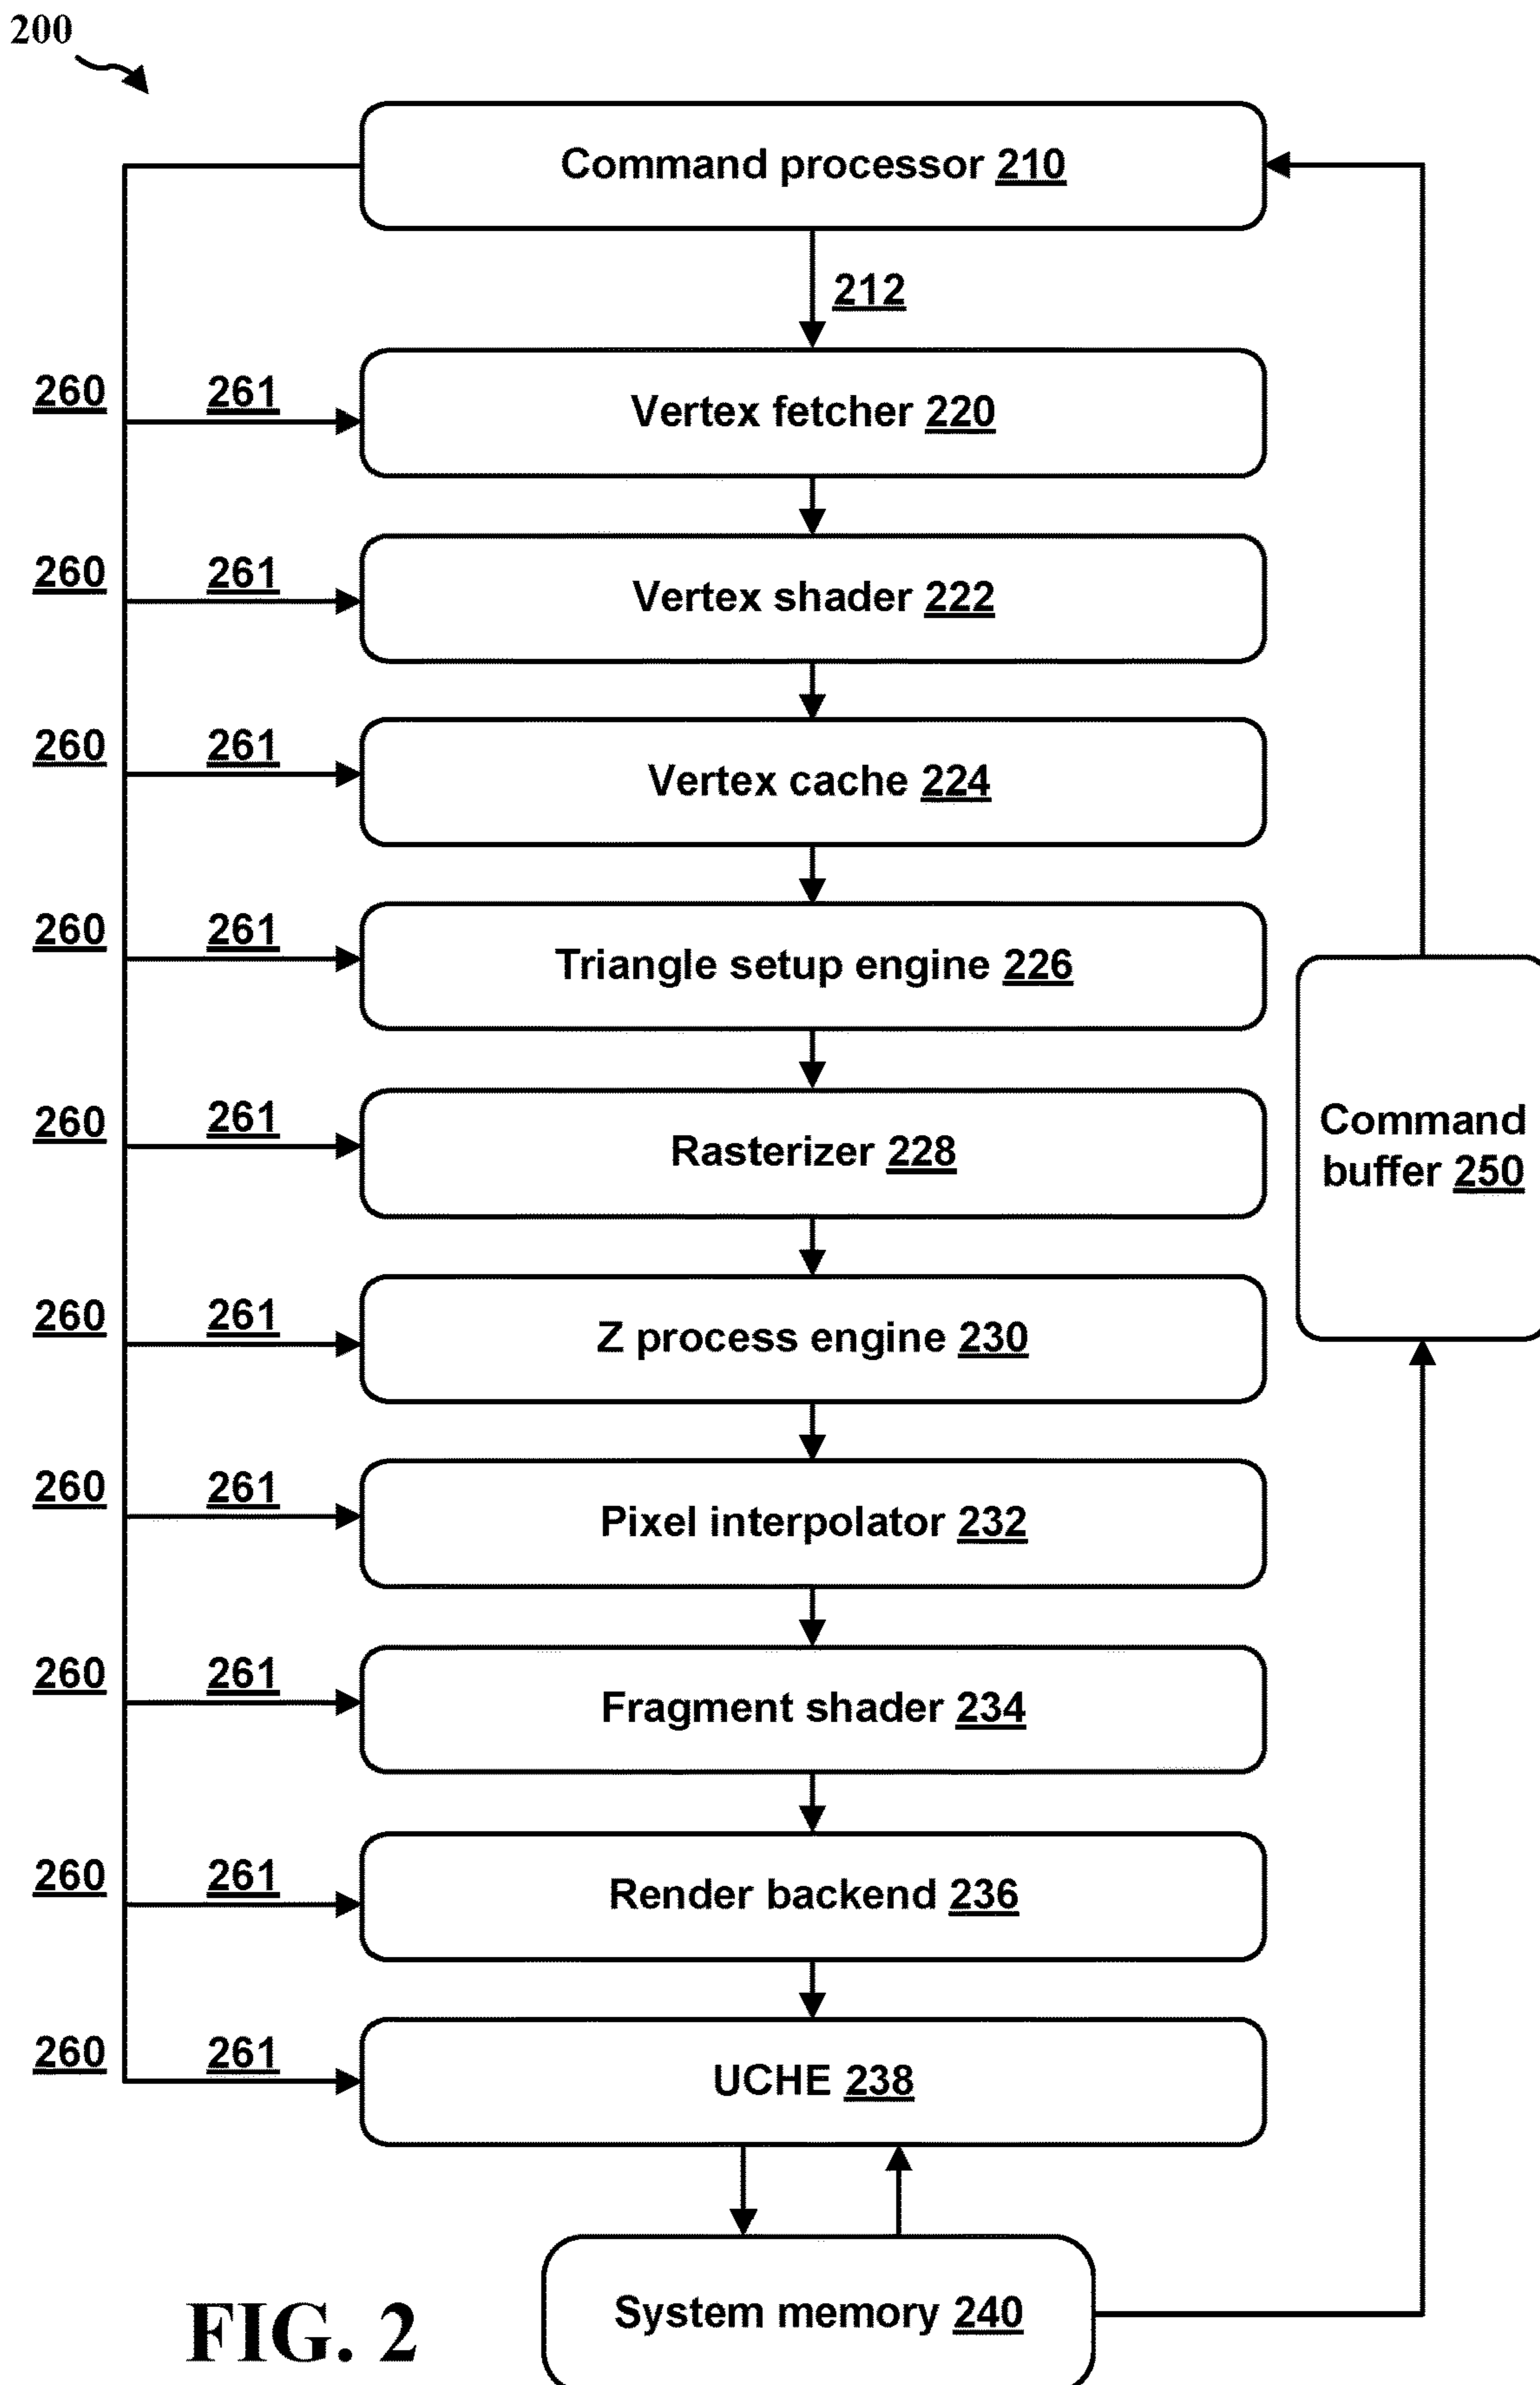 200
Command processor 210
212
260 261 Vertex fetcher 220
260 261 Vertex shader 222
260 261 Vertex cache 224
260 261 Triangle setup engine 226
260 261 Rasterizer 228
Command
buffer 250
260 261 Z process engine 230
260 261 Pixel interpolator 232
260 261 Fragment shader 234
260 261 Render backend 236
260 261 UCHE 238
System memory 240
FIG. 2